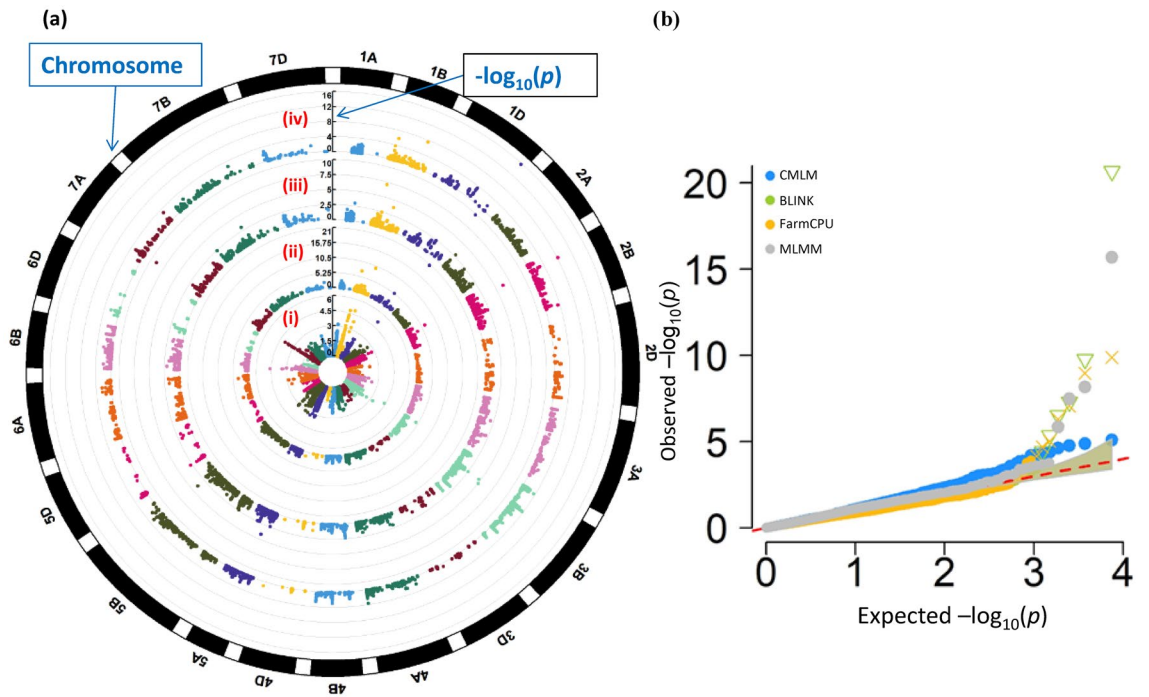 (a)
(b)
Chromosome
-log10(p)
7D
1A
1B
1D
2A
2B
2D
3A
3B
3D
4A
4B
4D
5A
5B
5D
6A
6B
6D
7A
7B
(iv)
16
12
8
4
0
(iii)
10
7.5
5
2.5
0
(ii)
21
15.75
10.5
5.25
0
(i)
6
4.5
3
1.5
0
CMLM
BLINK
FarmCPU
MLMM
Observed –log10(p)
20
15
10
5
0
0 1 2 3 4
Expected –log10(p)